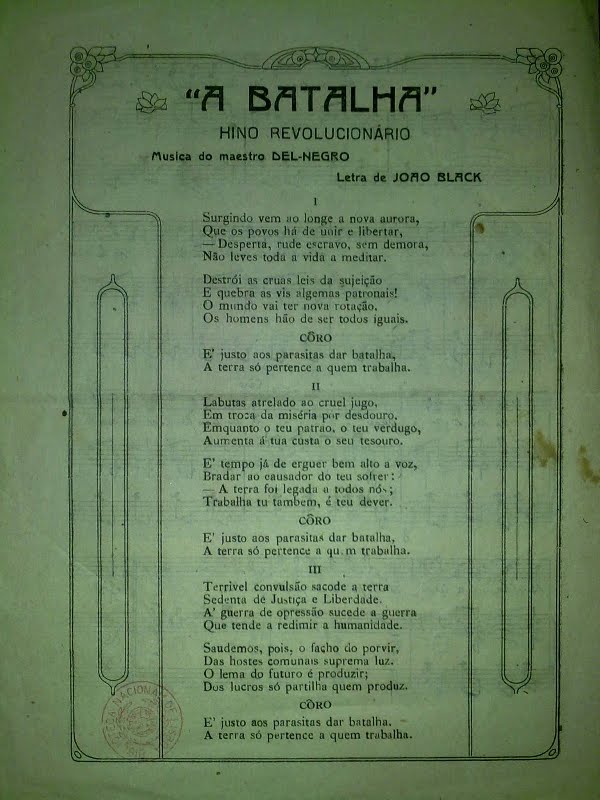 "A BATALHA"
HINO REVOLUCIONÁRIO
Musica do maestro DEL-NEGRO
Letra de JOAO BLACK
I
Surgindo vem ao longe a nova aurora,
Que os povos há de unir e libertar,
— Desperta, rude escravo, sem demora,
Não leves toda a vida a meditar.
Destrói as cruas leis da sujeição
E quebra as vis algemas patronais!
O mundo vai ter nova rotação,
Os homens hão de ser todos iguais.
CÔRO
E' justo aos parasitas dar batalha,
A terra só pertence a quem trabalha.
II
Labutas atrelado ao cruel jugo,
Em troca da miséria por desdouro,
Emquanto o teu patrão, o teu verdugo,
Aumenta á tua custa o seu tesouro.
E' tempo já de erguer bem alto a voz,
Bradar ao causador do teu sofrer:
— A terra foi legada a todos nós;
Trabalha tu tambem, é teu dever.
CÔRO
E' justo aos parasitas dar batalha,
A terra só pertence a quem trabalha.
III
Terrivel convulsão sacode a terra
Sedenta de Justiça e Liberdade.
A' guerra de opressão sucede a guerra
Que tende a redimir a humanidade.
Saudemos, pois, o facho do porvir,
Das hostes comunais suprema luz.
O lema do futuro é produzir;
Dos lucros só partilha quem produz.
CÔRO
E' justo aos parasitas dar batalha,
A terra só pertence a quem trabalha.